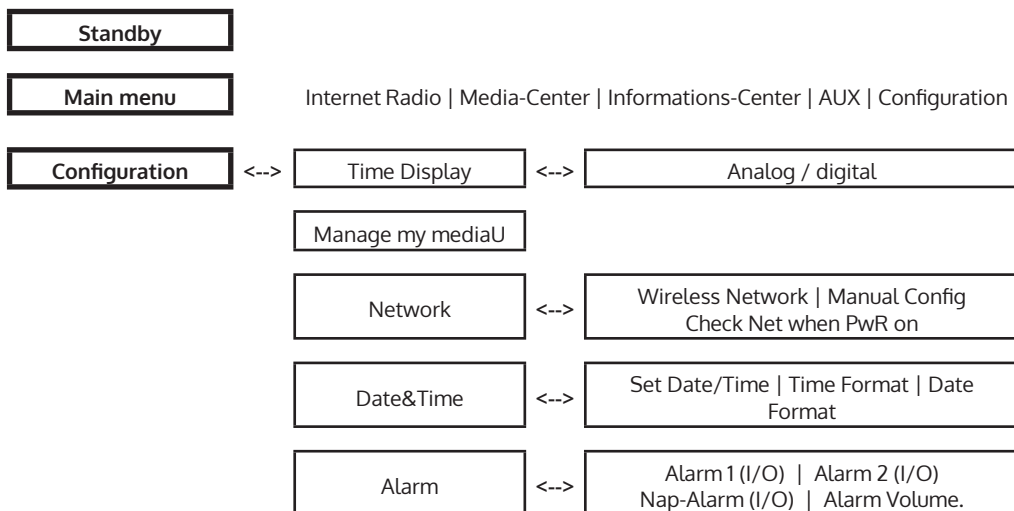 Standby
Main menu Internet Radio | Media-Center | Informations-Center | AUX | Configuration
Configuration <--> Time Display <--> Analog / digital
Manage my mediaU
Network <--> Wireless Network | Manual Config
Check Net when PwR on
Date&Time <--> Set Date/Time | Time Format | Date
Format
Alarm <--> Alarm 1 (I/O) | Alarm 2 (I/O)
Nap-Alarm (I/O) | Alarm Volume.